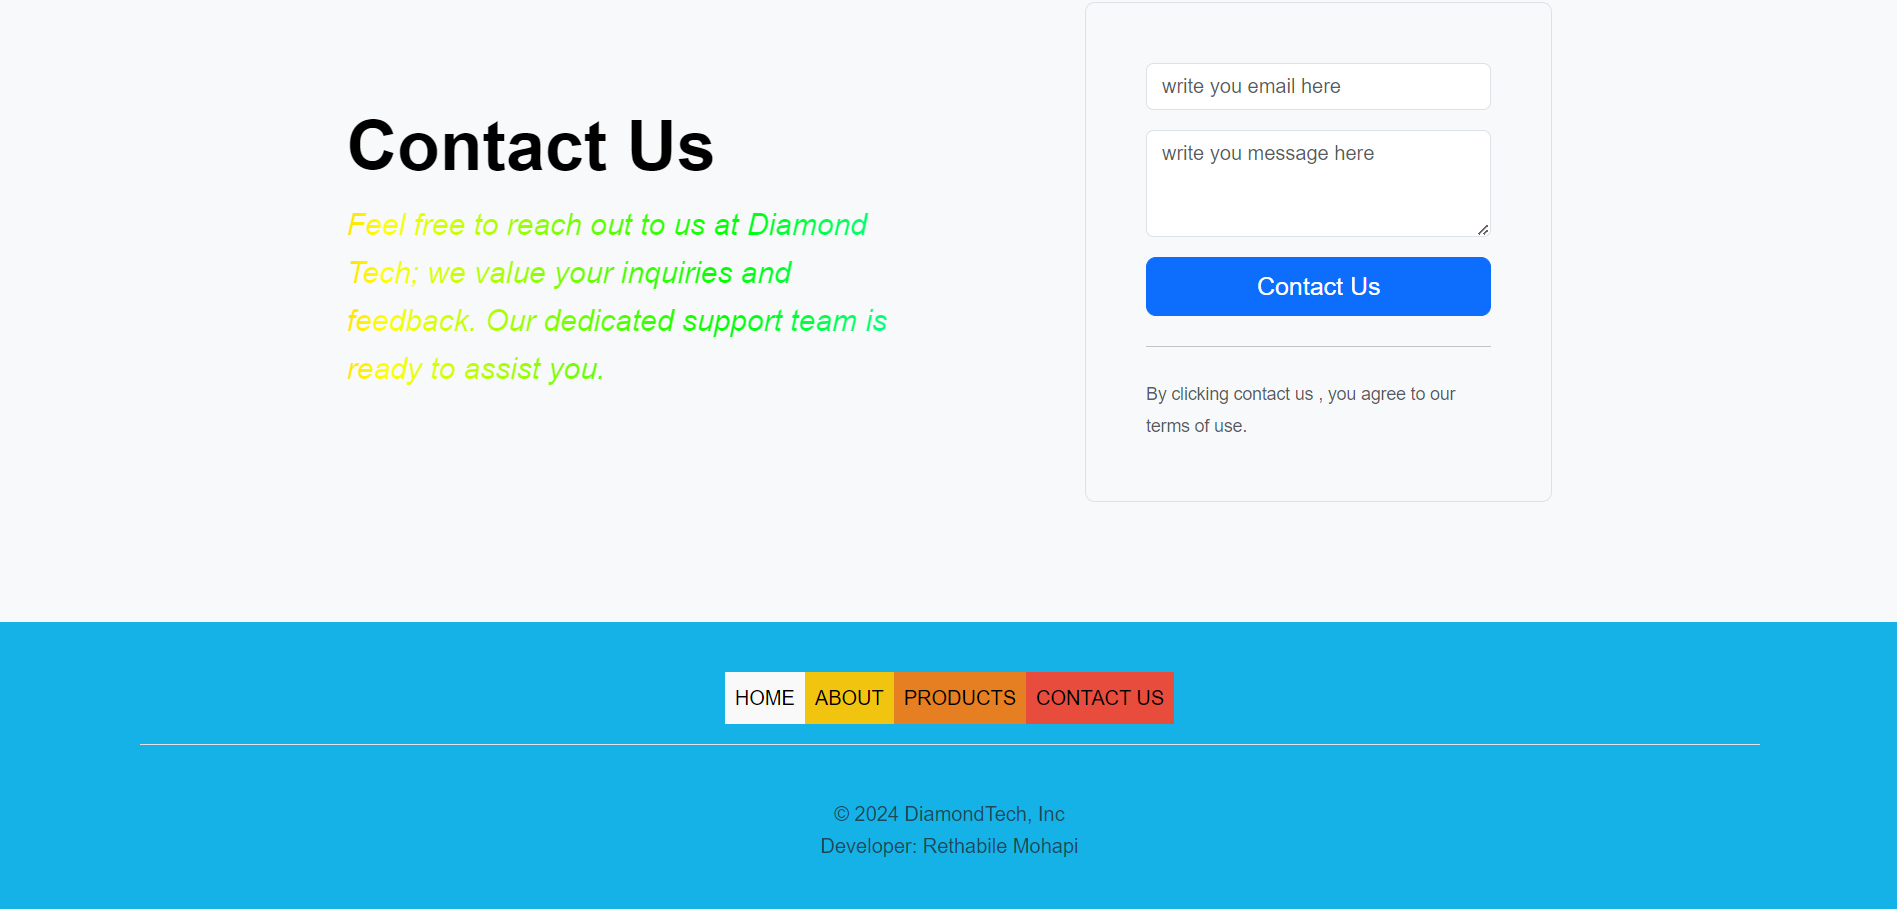 Contact Us
Feel free to reach out to us at Diamond
Tech; we value your inquiries and
feedback. Our dedicated support team is
ready to assist you.
write you email here
write you message here
Contact Us
By clicking contact us , you agree to our
terms of use.
HOME ABOUT PRODUCTS CONTACT US
© 2024 DiamondTech, Inc
Developer: Rethabile Mohapi